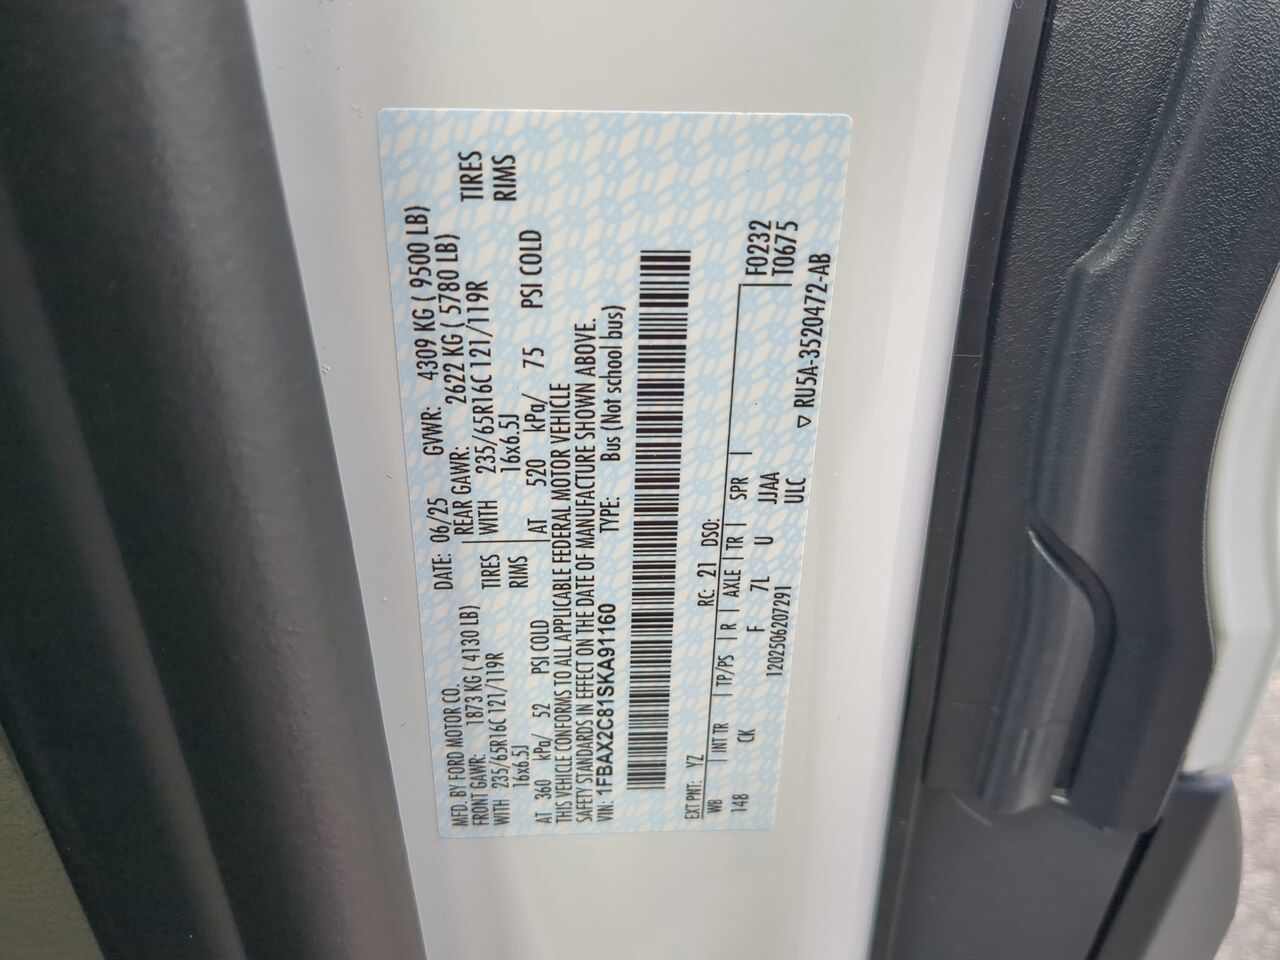 MFD. BY FORD MOTOR CO.
DATE: 06/25 GVWR: 4309 KG ( 9500 LB)
FRONT GAWR: 1873 KG ( 4130 LB) REAR GAWR: 2622 KG ( 5780 LB)
WITH 235/65R16C 121/119R TIRES WITH 235/65R16C 121/119R TIRES
16x6.5J RIMS 16x6.5J RIMS
AT 360 kPa/ 52 PSI COLD AT 520 kPa/ 75 PSI COLD
THIS VEHICLE CONFORMS TO ALL APPLICABLE FEDERAL MOTOR VEHICLE
SAFETY STANDARDS IN EFFECT ON THE DATE OF MANUFACTURE SHOWN ABOVE.
VIN: 1FBAX2C81SKA91160 TYPE: Bus (Not school bus)
EXT PNT: YZ RC: 21 DSO:
WB INT TR TP/PS R AXLE TR SPR F0232
148 CK F 7L U JJAA T0675
1202506207291 ULC
▽ RU5A-3520472-AB